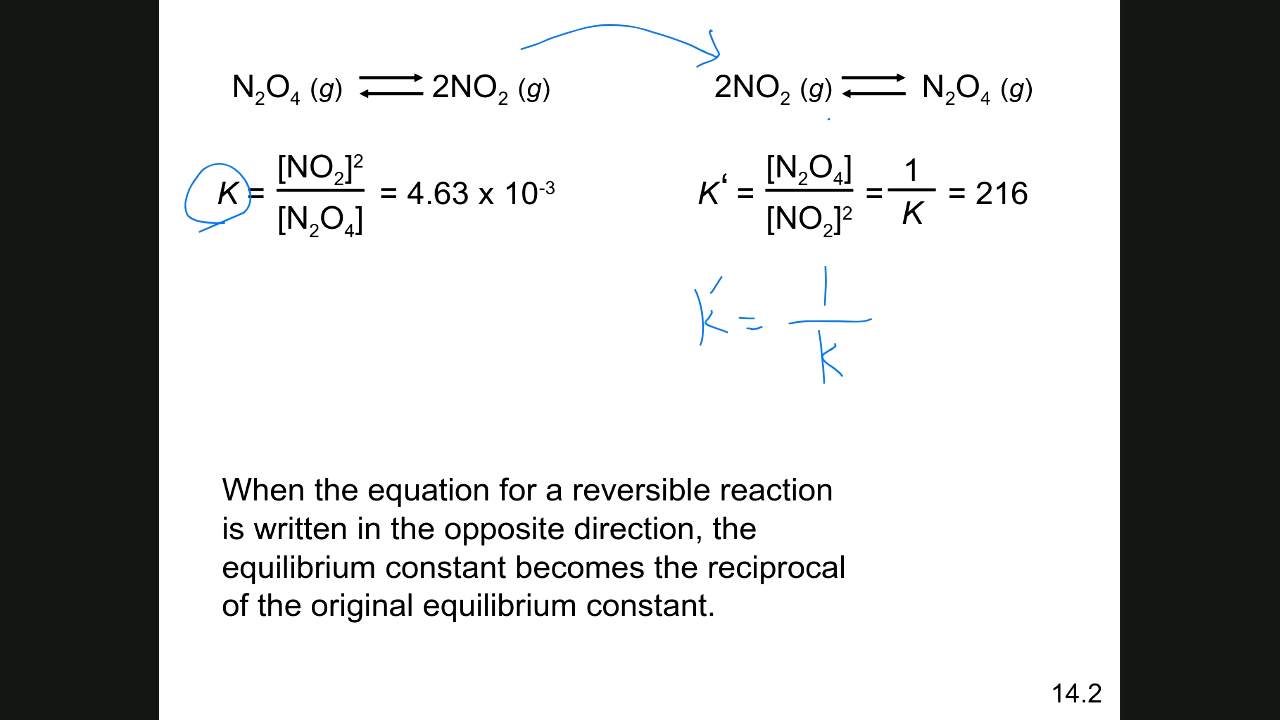 N₂O₄ (g) ⇌ 2NO₂ (g)
2NO₂ (g) ⇌ N₂O₄ (g)
K = [NO₂]² / [N₂O₄] = 4.63 x 10⁻³
K‘ = [N₂O₄] / [NO₂]² = 1 / K = 216
K' = 1 / K
When the equation for a reversible reaction
is written in the opposite direction, the
equilibrium constant becomes the reciprocal
of the original equilibrium constant.
14.2